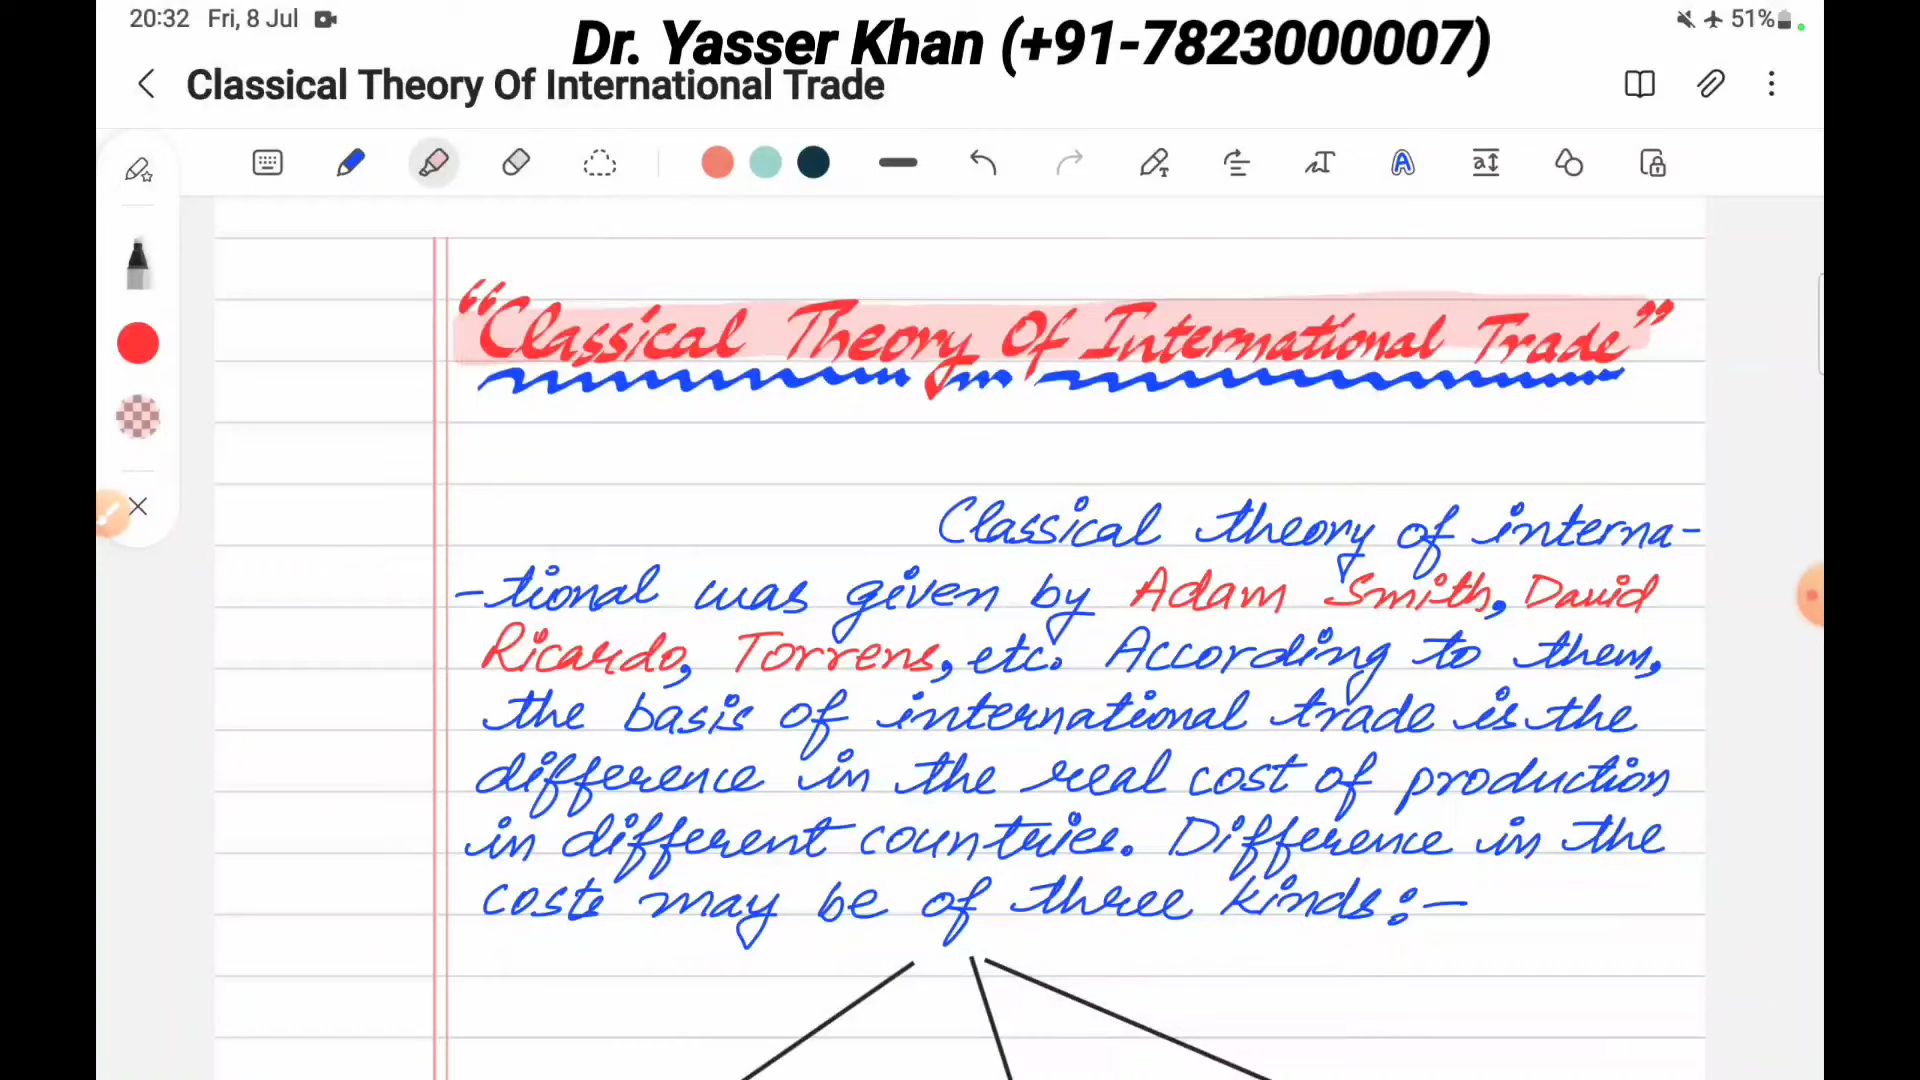 20:32 Fri, 8 Jul
51%
Dr. Yasser Khan (+91-7823000007)
Classical Theory Of International Trade
"Classical Theory Of International Trade"
Classical theory of interna-
-tional was given by Adam Smith, David
Ricardo, Torrens, etc. According to them,
the basis of international trade is the
difference in the real cost of production
in different countries. Difference in the
costs may be of three kinds:-